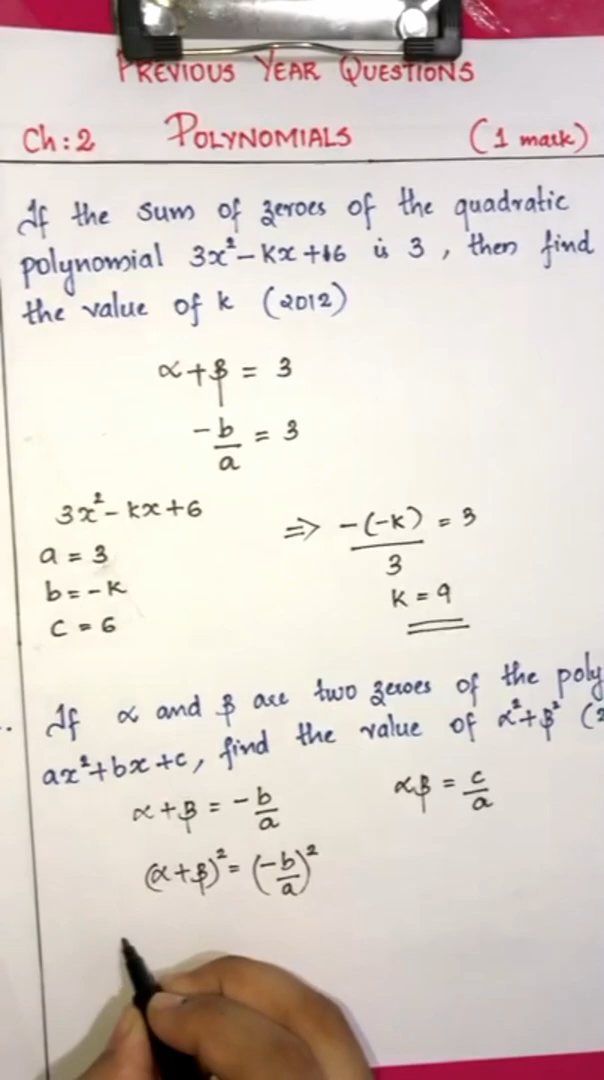 PREVIOUS YEAR QUESTIONS
Ch:2 POLYNOMIALS (1 mark)
If the sum of zeroes of the quadratic
polynomial 3x² - kx + 6 is 3, then find
the value of k (2012)
α + β = 3
-b/a = 3
3x² - kx + 6
a = 3
b = -k
c = 6
=> -(-k)/3 = 3
k = 9
If α and β are two zeroes of the poly
ax² + bx + c, find the value of α² + β² (2
α + β = -b/a
αβ = c/a
(α + β)² = (-b/a)²